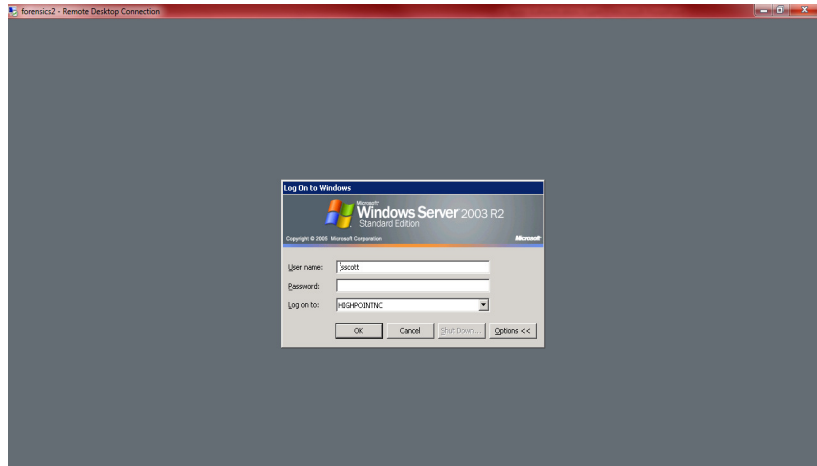 forensics2 - Remote Desktop Connection
Log On to Windows
Microsoft
Windows Server 2003 R2
Standard Edition
Copyright © 2005 Microsoft Corporation Microsoft
User name: sscott
Password:
Log on to: HIGHPOINTNC
OK Cancel Shut Down... Options <<